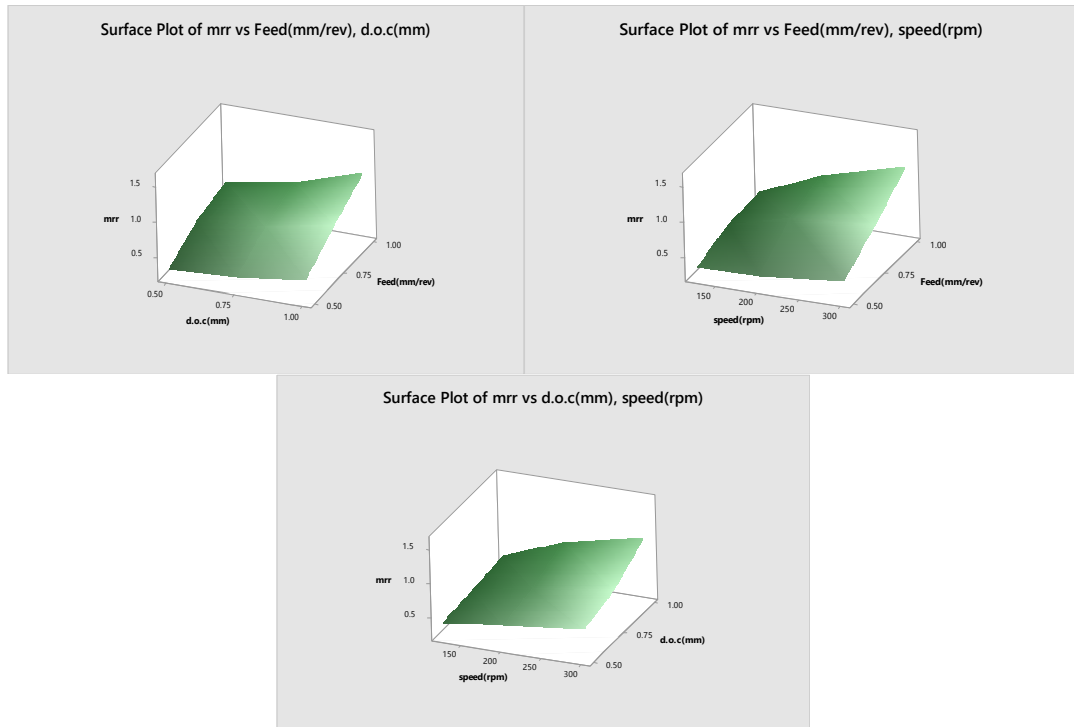 Surface Plot of mrr vs Feed(mm/rev), d.o.c(mm)
1.5
mrr 1.0
0.5
0.50
0.75
1.00
d.o.c(mm)
0.50
0.75
1.00
Feed(mm/rev)
Surface Plot of mrr vs Feed(mm/rev), speed(rpm)
1.5
mrr 1.0
0.5
150
200
250
300
speed(rpm)
0.50
0.75
1.00
Feed(mm/rev)
Surface Plot of mrr vs d.o.c(mm), speed(rpm)
1.5
mrr 1.0
0.5
150
200
250
300
speed(rpm)
0.50
0.75
1.00
d.o.c(mm)